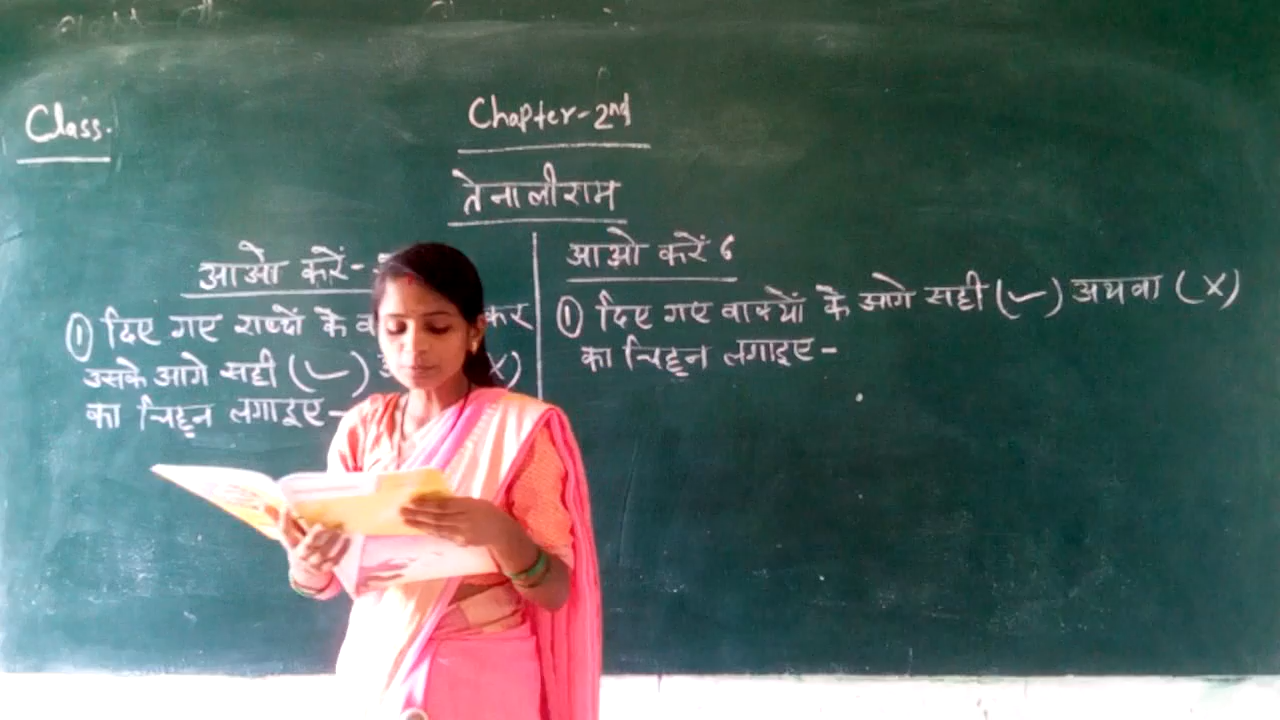 Class.
Chapter-2nd
तेनालीराम
आओ करें-
① दिए गए शब्दों के कर
उसके आगे सही (✓) X)
का चिह्न लगाइए-
आओ करें 6
① दिए गए वाक्यों के आगे सही (✓) अथवा (X)
का चिह्न लगाइए-